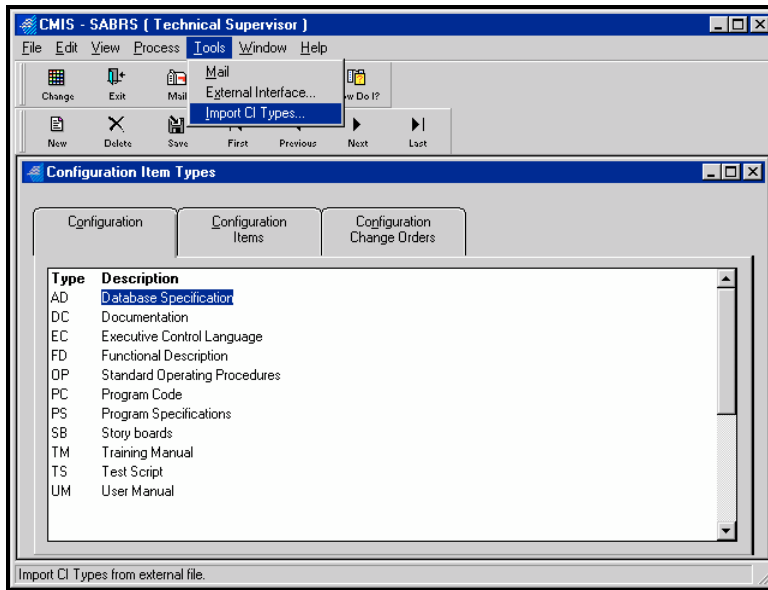 CMIS - SABRS ( Technical Supervisor )
File Edit View Process Tools Window Help
Mail
External Interface...
Import CI Types...
Change Exit Mail w Do I?
New Delete Save First Previous Next Last
Configuration Item Types
Configuration
Configuration Items
Configuration Change Orders
Type Description
AD Database Specification
DC Documentation
EC Executive Control Language
FD Functional Description
OP Standard Operating Procedures
PC Program Code
PS Program Specifications
SB Story boards
TM Training Manual
TS Test Script
UM User Manual
Import CI Types from external file.